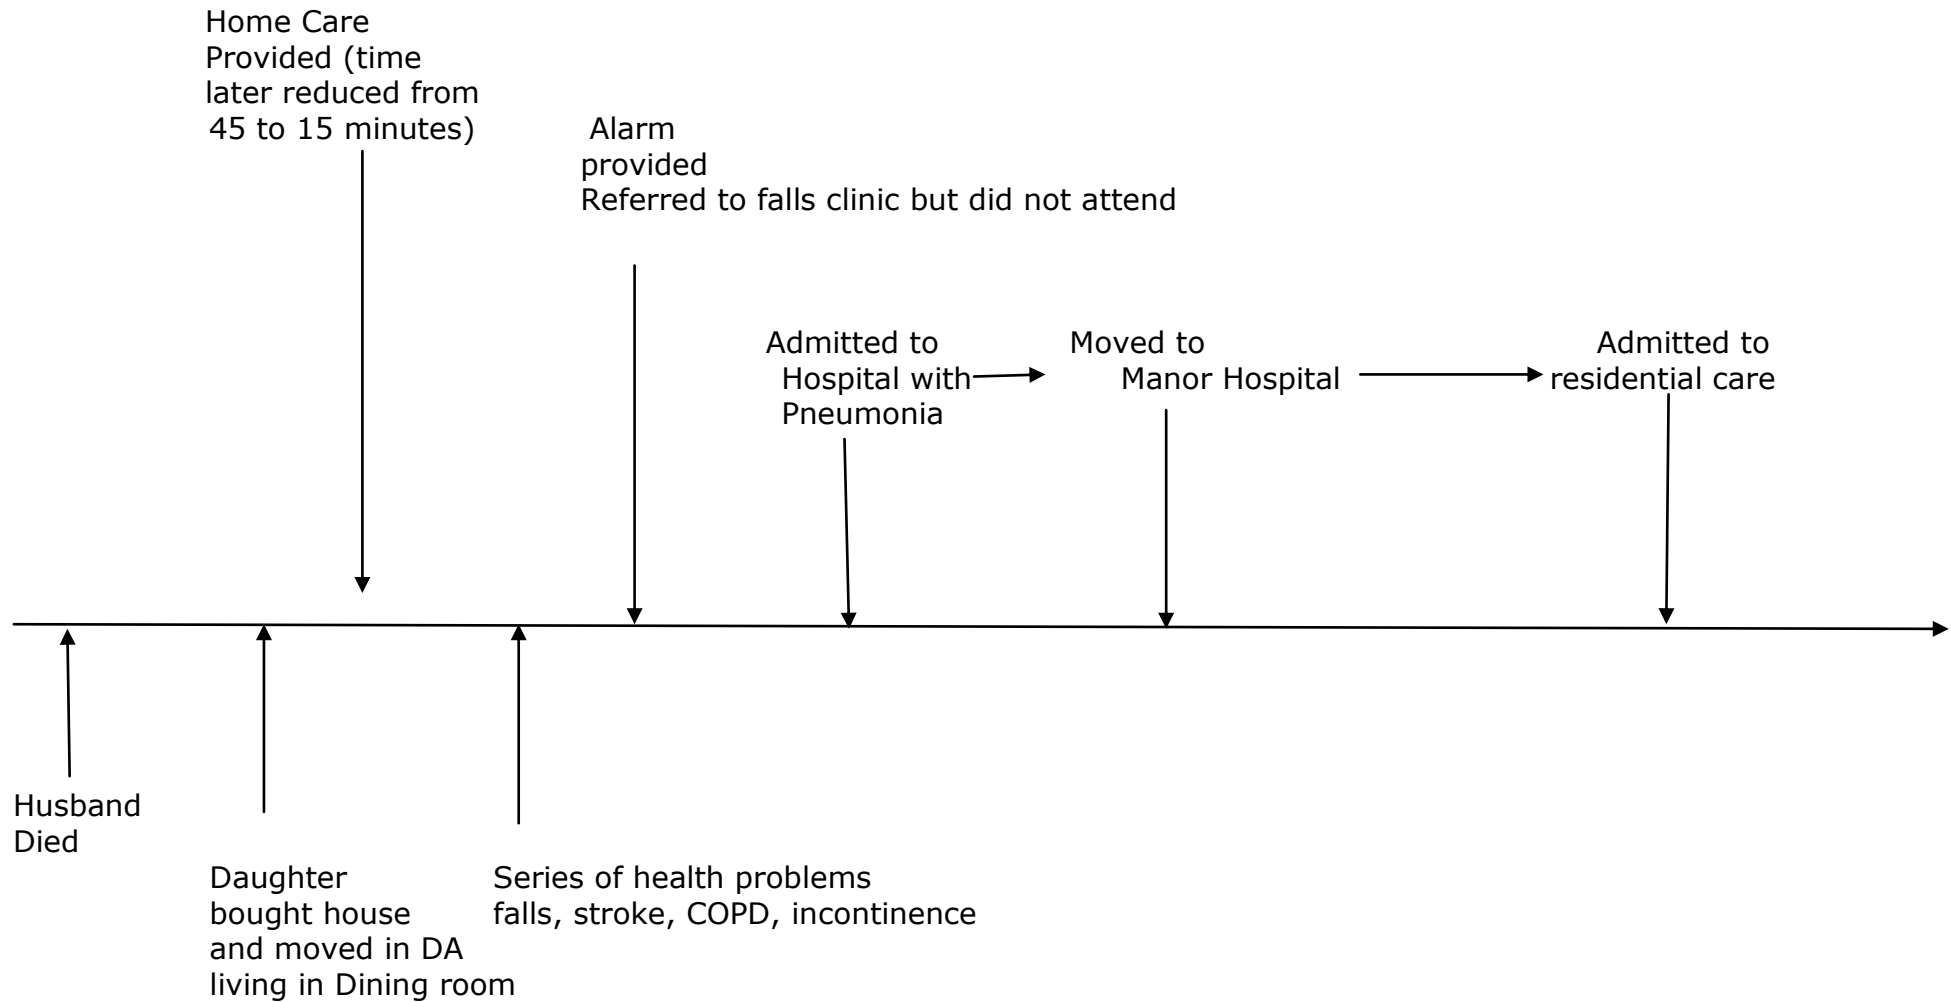 Home Care
Provided (time
later reduced from
45 to 15 minutes)
Alarm
provided
Referred to falls clinic but did not attend
Admitted to
Hospital with
Pneumonia
Moved to
Manor Hospital
Admitted to
residential care
Husband
Died
Daughter
bought house
and moved in DA
living in Dining room
Series of health problems
falls, stroke, COPD, incontinence